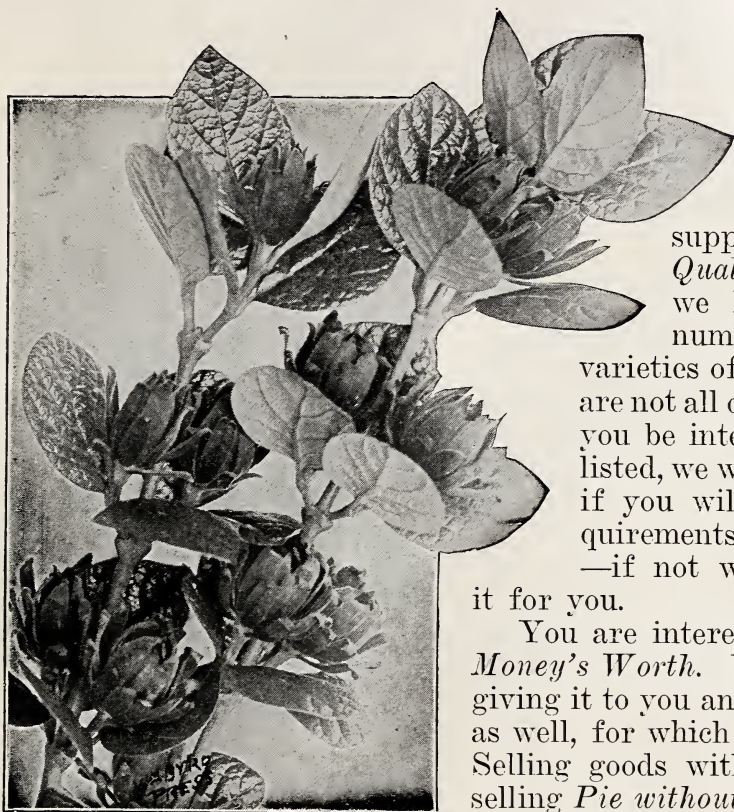 supp
Qual
we
num
varieties of
are not all
you be inte
listed, we w
if you wil
quirements
—if not w
it for you.
You are intere
Money's Worth.
giving it to you an
as well, for which
Selling goods with
selling Pie without